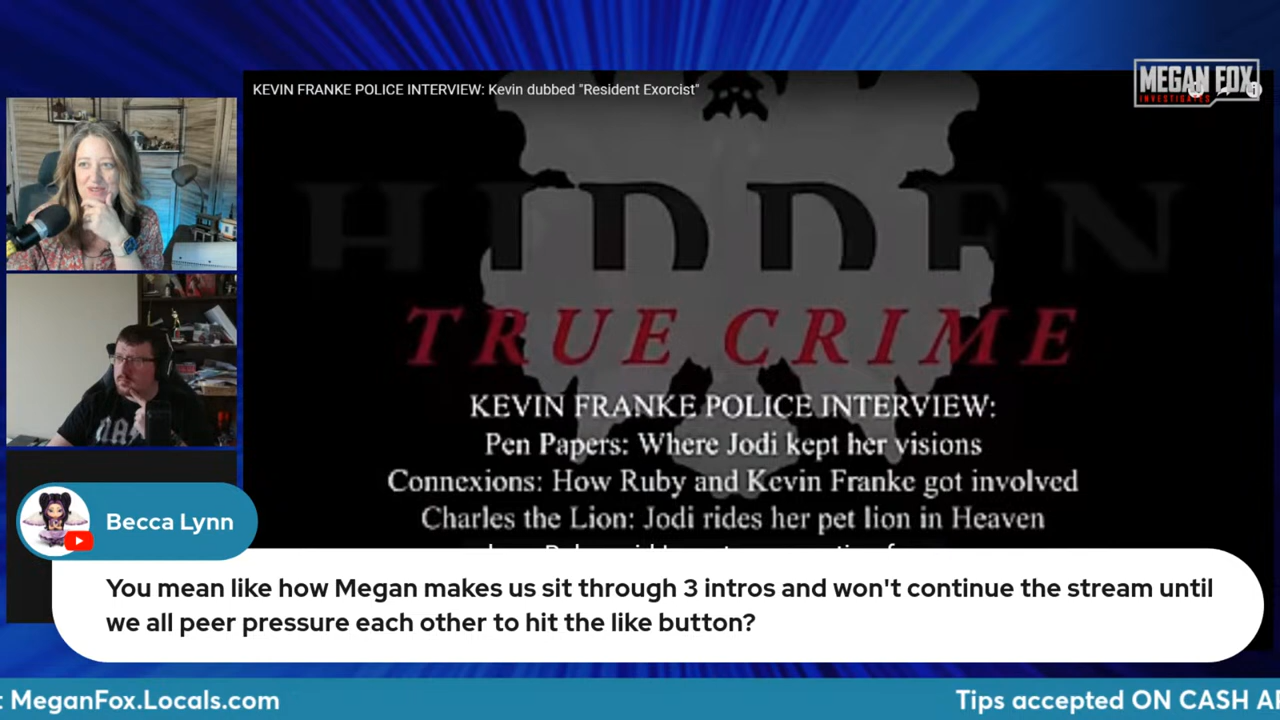 KEVIN FRANKE POLICE INTERVIEW: Kevin dubbed "Resident Exorcist"
MEGAN FOX
INVESTIGATES
HIDDEN
TRUE CRIME
KEVIN FRANKE POLICE INTERVIEW:
Pen Papers: Where Jodi kept her visions
Connexions: How Ruby and Kevin Franke got involved
Charles the Lion: Jodi rides her pet lion in Heaven
Becca Lynn
You mean like how Megan makes us sit through 3 intros and won't continue the stream until
we all peer pressure each other to hit the like button?
: MeganFox.Locals.com
Tips accepted ON CASH